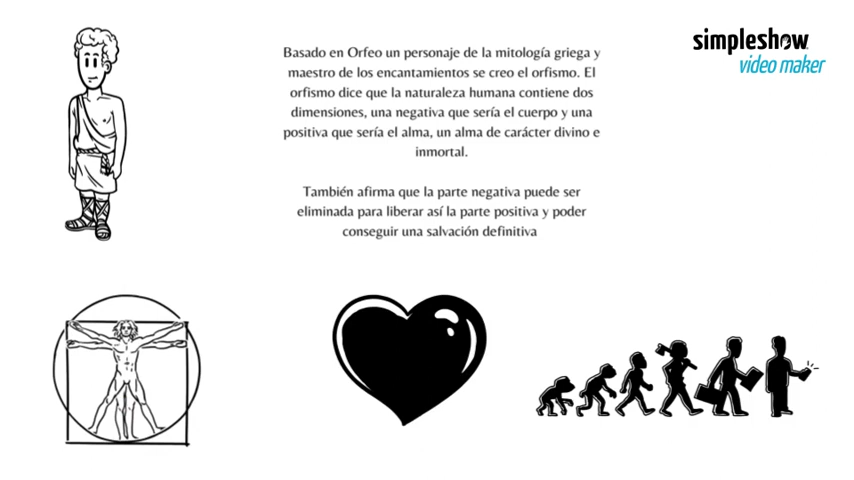 simpleshow
video maker
Basado en Orfeo un personaje de la mitología griega y
maestro de los encantamientos se creo el orfismo. El
orfismo dice que la naturaleza humana contiene dos
dimensiones, una negativa que sería el cuerpo y una
positiva que sería el alma, un alma de carácter divino e
inmortal.
También afirma que la parte negativa puede ser
eliminada para liberar así la parte positiva y poder
conseguir una salvación definitiva